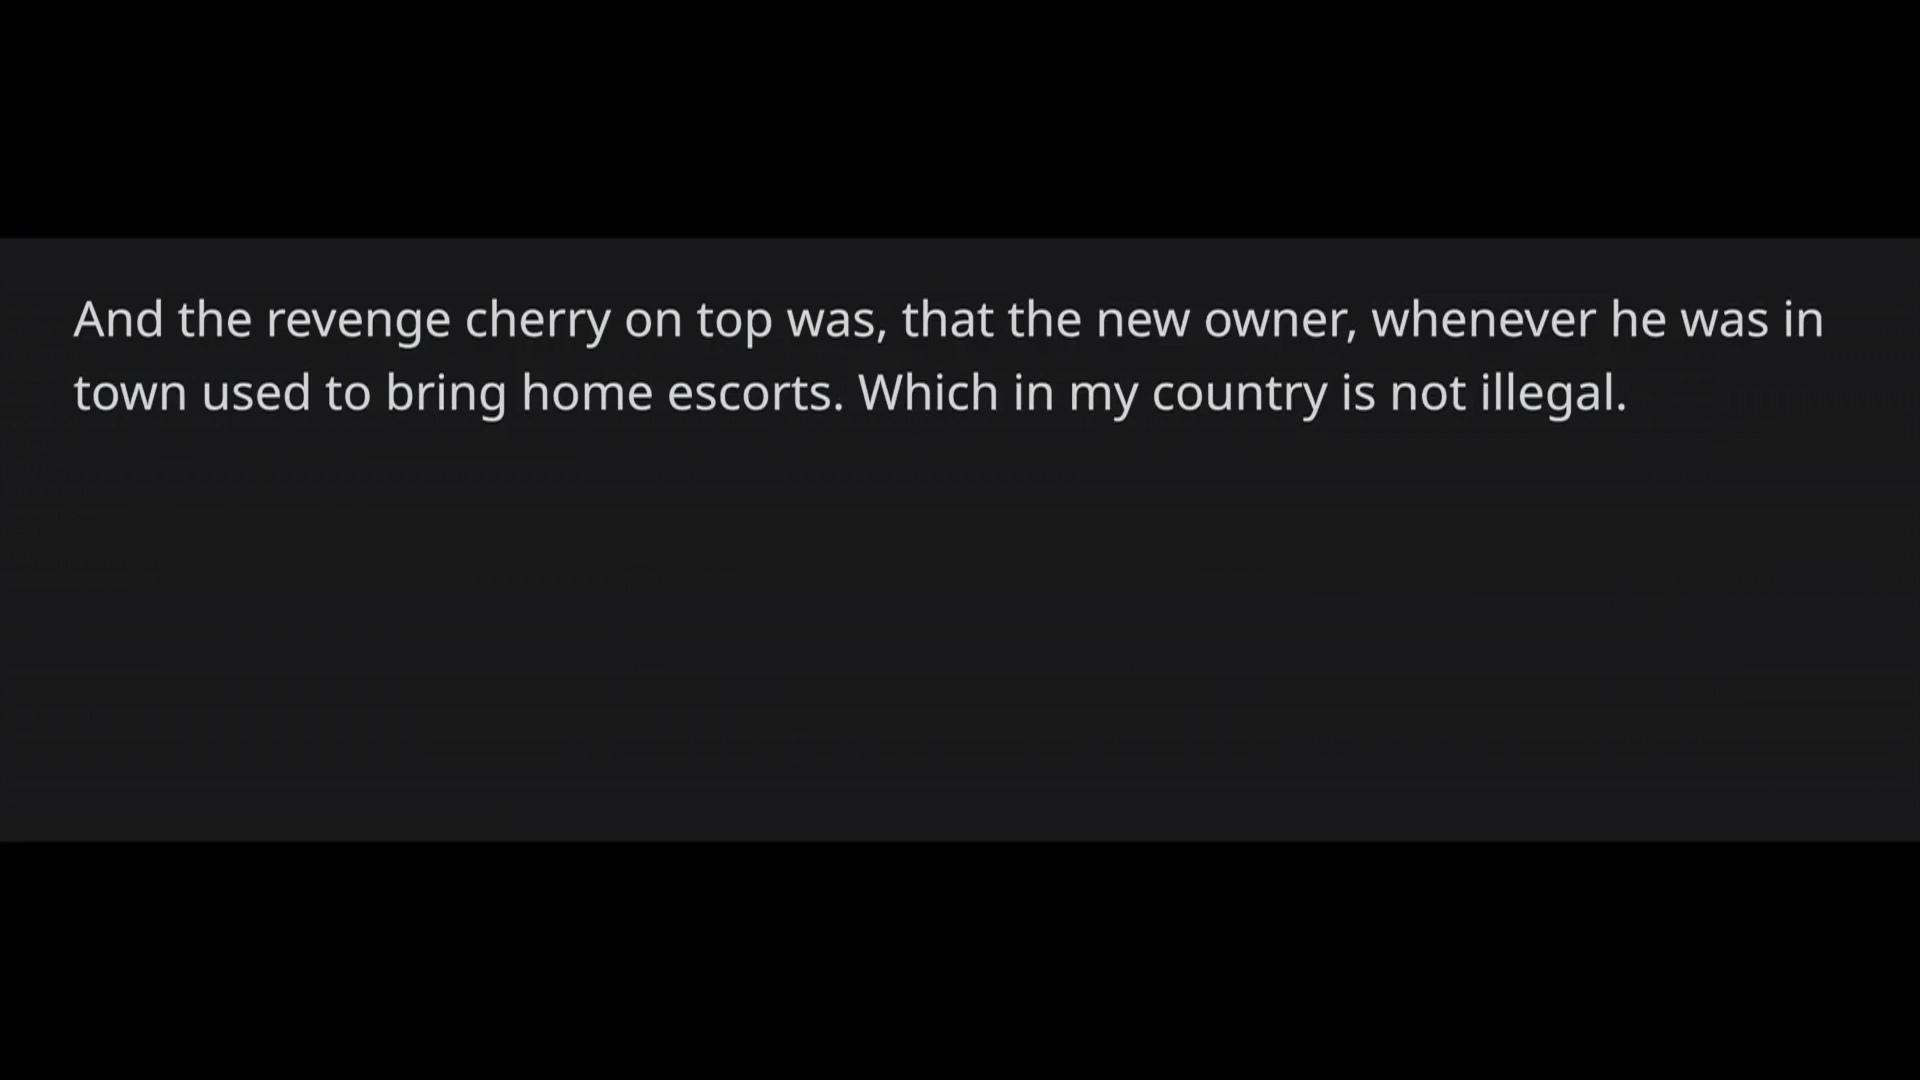 And the revenge cherry on top was, that the new owner, whenever he was in
town used to bring home escorts. Which in my country is not illegal.